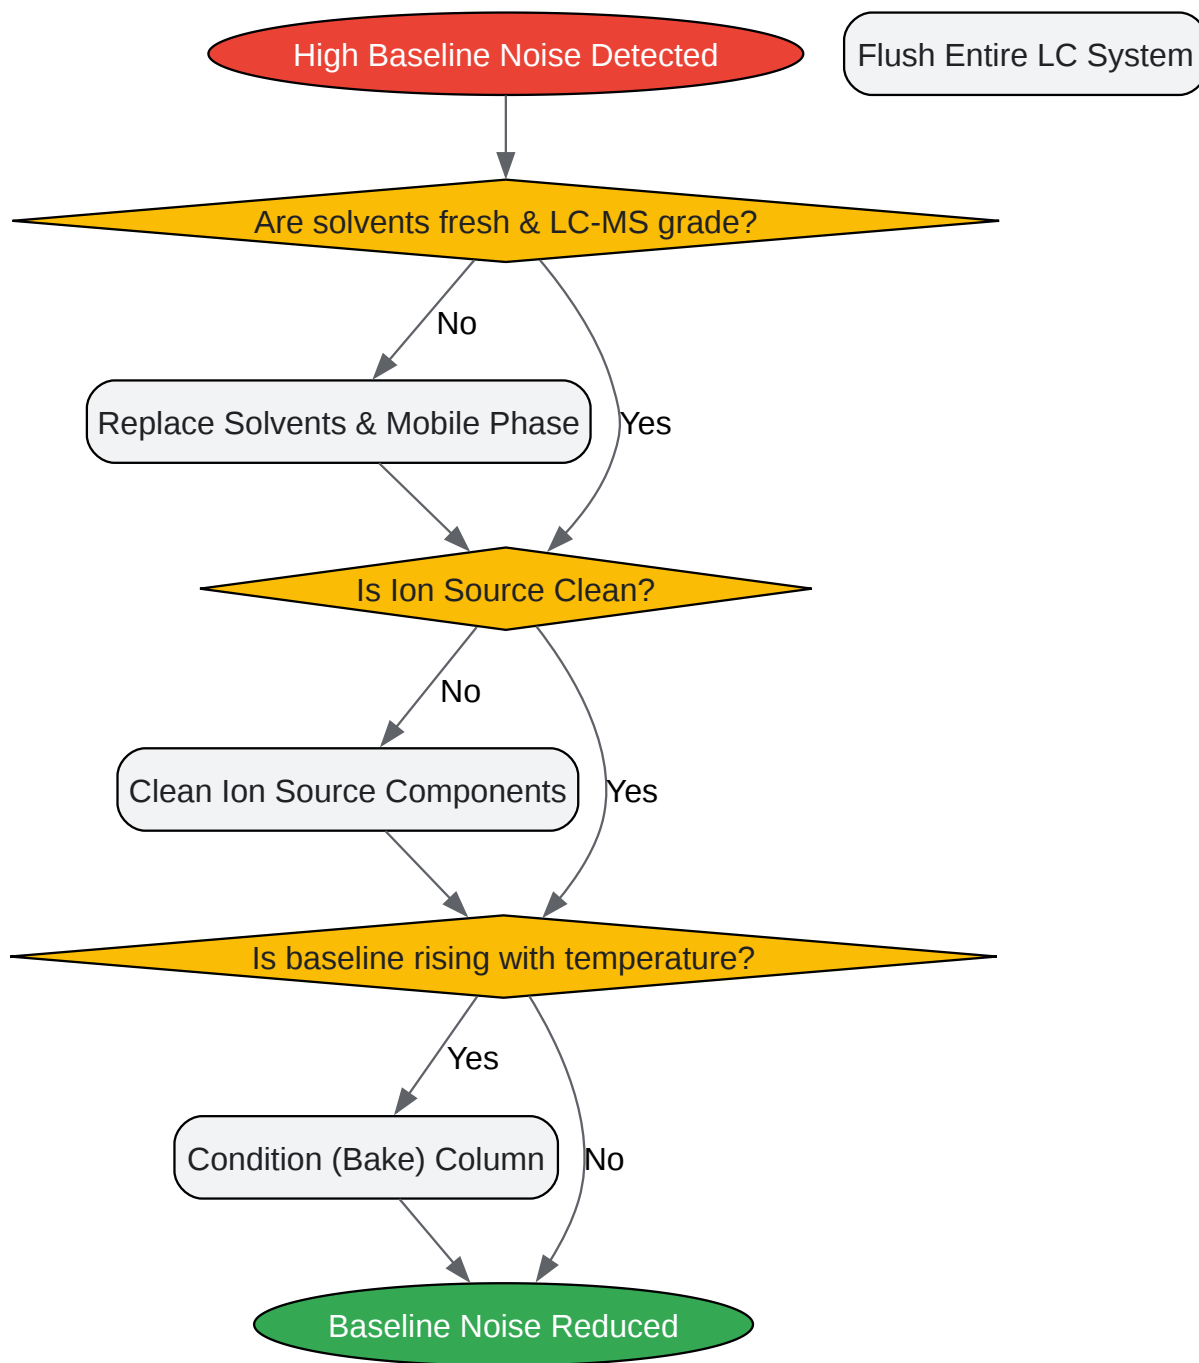 High Baseline Noise Detected
Flush Entire LC System
Are solvents fresh & LC-MS grade?
No
Replace Solvents & Mobile Phase
Yes
Is Ion Source Clean?
No
Clean Ion Source Components
Yes
Is baseline rising with temperature?
Yes
Condition (Bake) Column
No
Baseline Noise Reduced